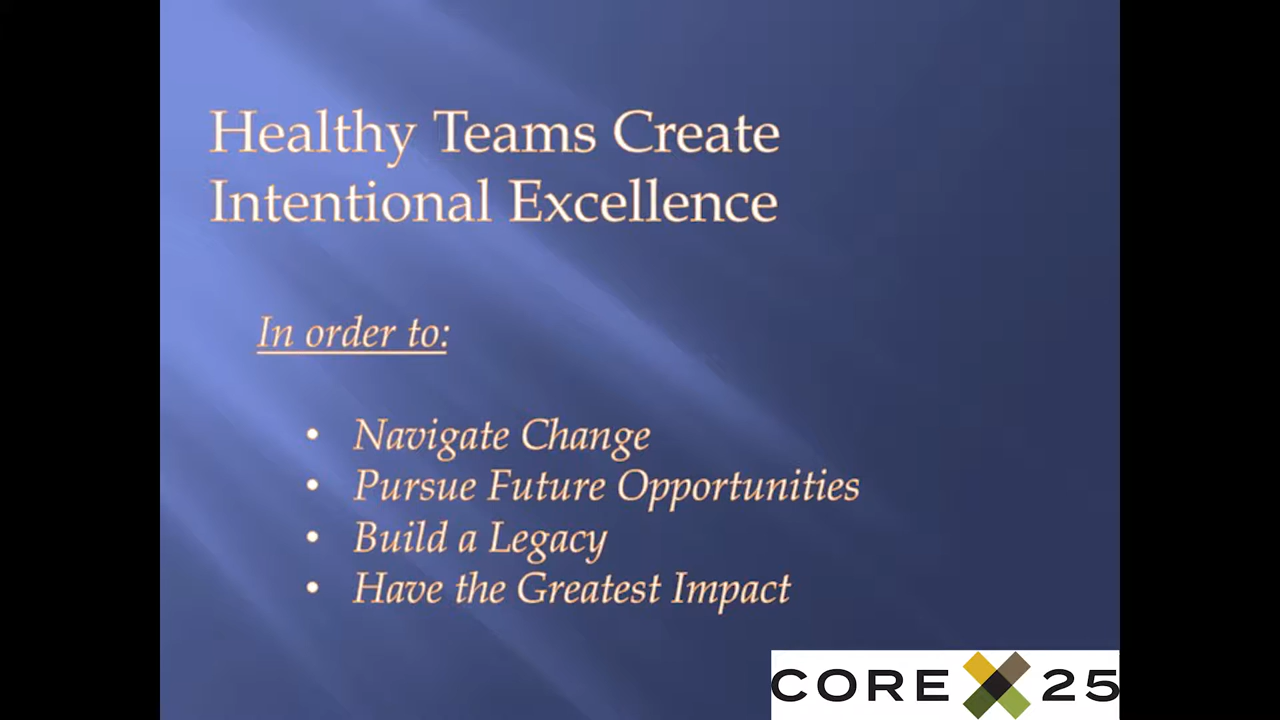 Healthy Teams Create
Intentional Excellence
In order to:
• Navigate Change
• Pursue Future Opportunities
• Build a Legacy
• Have the Greatest Impact
CORE X 25